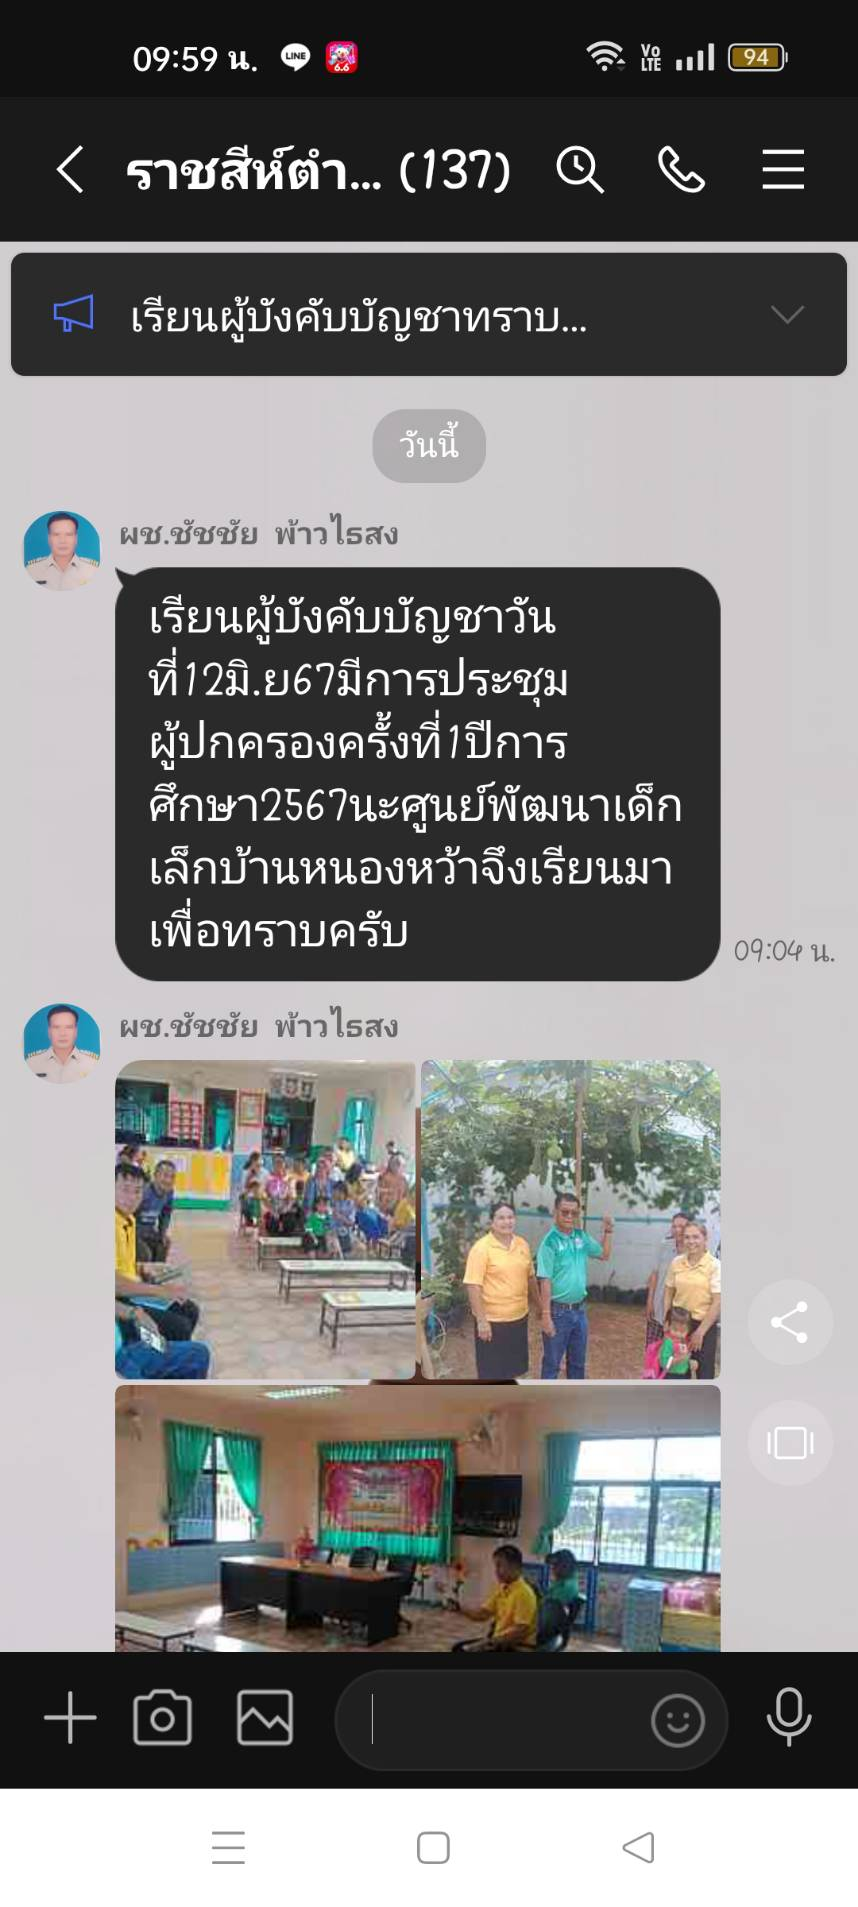 09:59 น. LINE 6.6 Vo LTE 94
ราชสีห์ตำ... (137)
เรียนผู้บังคับบัญชาทราบ...
วันนี้
ผช.ชัชชัย พ้าวไธสง
เรียนผู้บังคับบัญชาวัน
ที่12มิ.ย67มีการประชุม
ผู้ปกครองครั้งที่1ปีการ
ศึกษา2567นะศูนย์พัฒนาเด็ก
เล็กบ้านหนองหว้าจึงเรียนมา
เพื่อทราบครับ
09:04 น.
ผช.ชัชชัย พ้าวไธสง